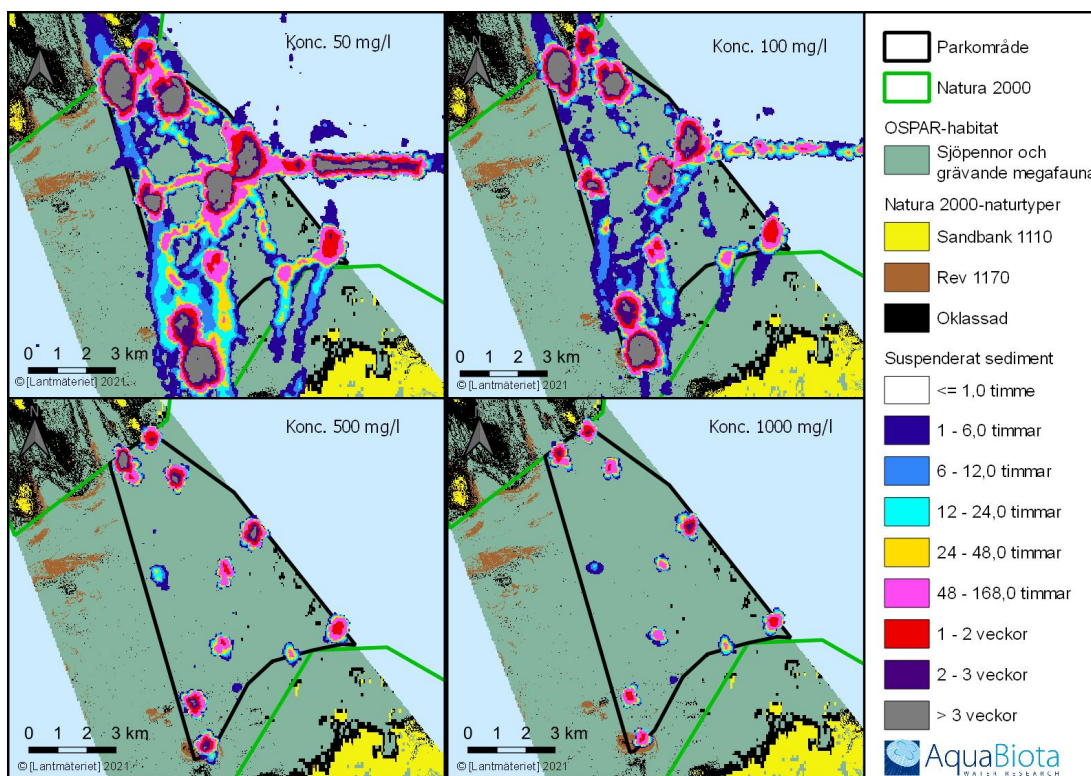 Konc. 50 mg/l
N
0 1 2 3 km
© [Lantmäteriet] 2021
Konc. 100 mg/l
N
0 1 2 3 km
© [Lantmäteriet] 2021
Konc. 500 mg/l
N
0 1 2 3 km
© [Lantmäteriet] 2021
Konc. 1000 mg/l
N
0 1 2 3 km
© [Lantmäteriet] 2021
Parkområde
Natura 2000
OSPAR-habitat
Sjöpennor och
grävande megafauna
Natura 2000-naturtyper
Sandbank 1110
Rev 1170
Oklassad
Suspenderat sediment
<= 1,0 timme
1 - 6,0 timmar
6 - 12,0 timmar
12 - 24,0 timmar
24 - 48,0 timmar
48 - 168,0 timmar
1 - 2 veckor
2 - 3 veckor
> 3 veckor
AquaBiota
WATER RESEARCH